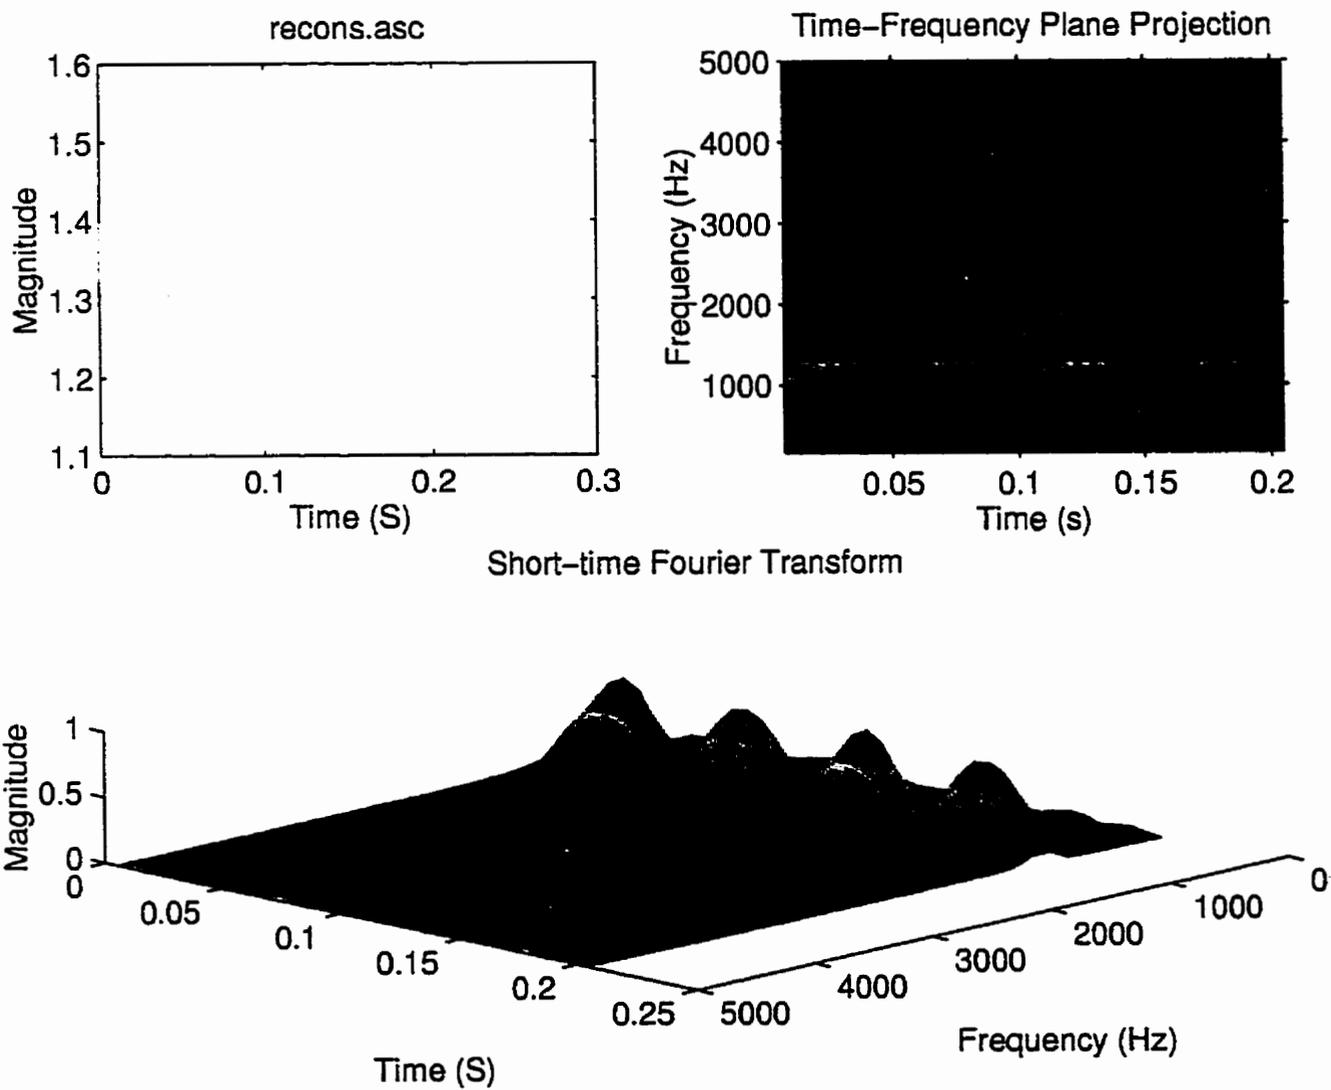 recons.asc
1.6
1.5
1.4
1.3
1.2
1.1
Magnitude
0 0.1 0.2 0.3
Time (S)
Time–Frequency Plane Projection
5000
4000
3000
2000
1000
Frequency (Hz)
0.05 0.1 0.15 0.2
Time (s)
Short–time Fourier Transform
1
0.5
0
Magnitude
0
0.05
0.1
0.15
0.2
0.25
Time (S)
5000
4000
3000
2000
1000
0
Frequency (Hz)